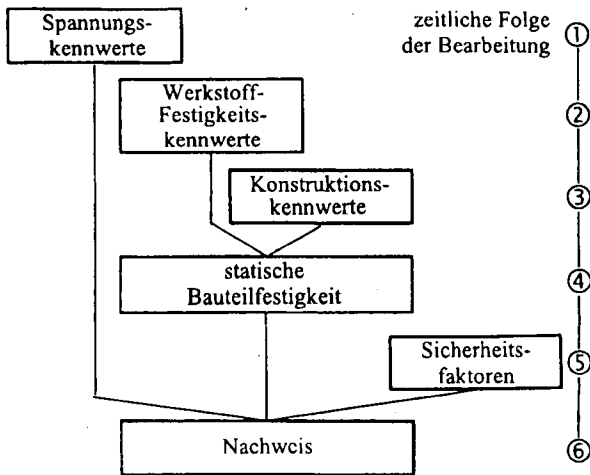 Spannungs-
kennwerte
zeitliche Folge
der Bearbeitung
①
Werkstoff-
Festigkeits-
kennwerte
②
Konstruktions-
kennwerte
③
statische
Bauteilfestigkeit
④
Sicherheits-
faktoren
⑤
Nachweis
⑥